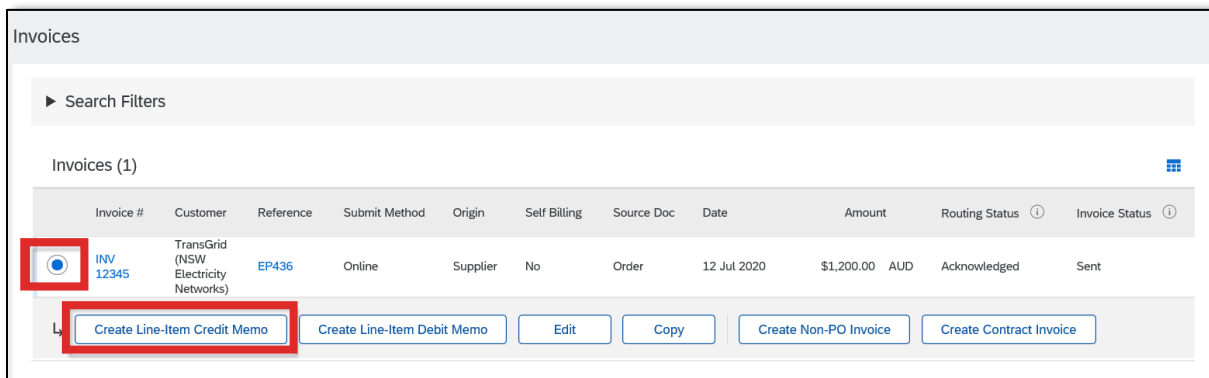 Invoices
▶ Search Filters
Invoices (1)
Invoice # Customer Reference Submit Method Origin Self Billing Source Doc Date Amount Routing Status ⓘ Invoice Status ⓘ
INV 12345 TransGrid (NSW Electricity Networks) EP436 Online Supplier No Order 12 Jul 2020 $1,200.00 AUD Acknowledged Sent
Create Line-Item Credit Memo Create Line-Item Debit Memo Edit Copy Create Non-PO Invoice Create Contract Invoice